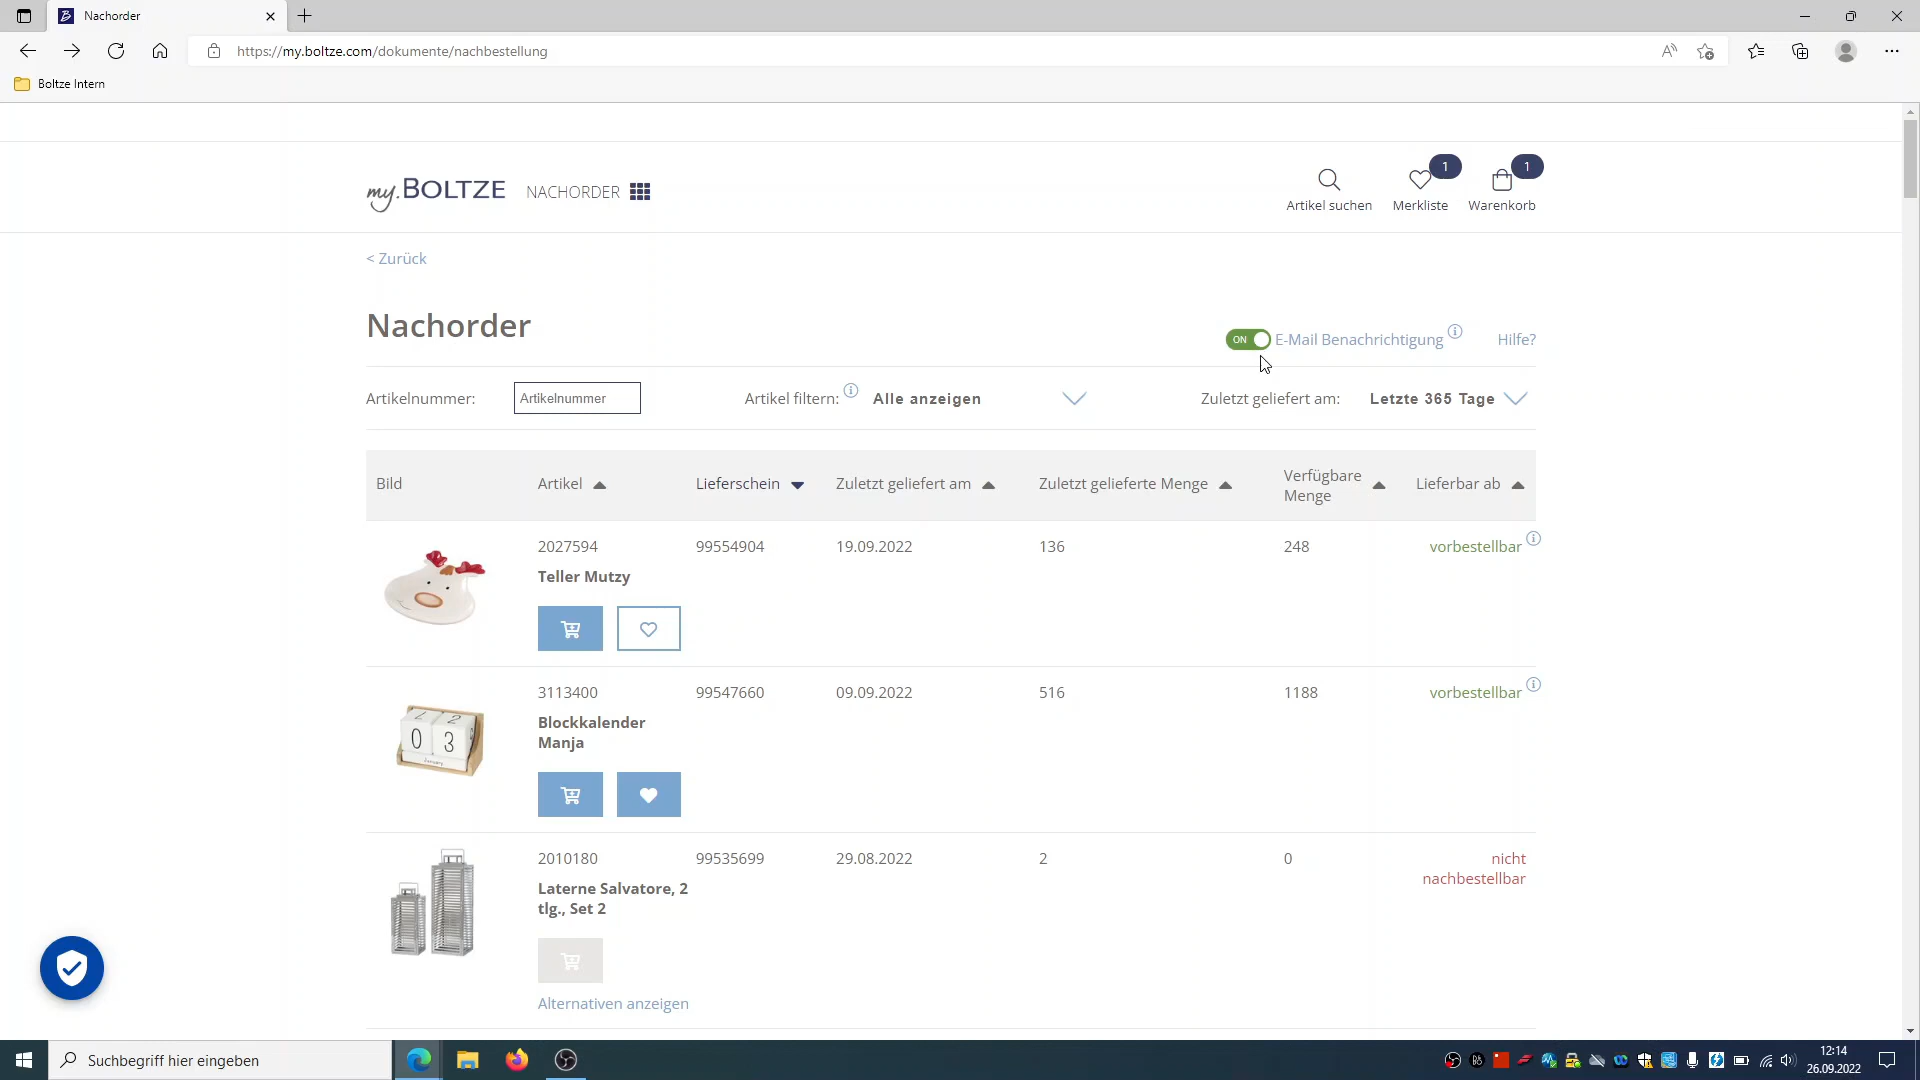 Nachorder
https://my.boltze.com/dokumente/nachbestellung
Boltze Intern
my.BOLTZE NACHORDER
1
1
Artikel suchen
Merkliste
Warenkorb
< Zurück
Nachorder
ON E-Mail Benachrichtigung
Hilfe?
Artikelnummer: Artikelnummer
Artikel filtern: Alle anzeigen
Zuletzt geliefert am: Letzte 365 Tage
Bild
Artikel
Lieferschein
Zuletzt geliefert am
Zuletzt gelieferte Menge
Verfügbare
Menge
Lieferbar ab
2027594
99554904
19.09.2022
136
248
vorbestellbar
Teller Mutzy
3113400
99547660
09.09.2022
516
1188
vorbestellbar
Blockkalender
Manja
0 3
January
2010180
99535699
29.08.2022
2
0
nicht
nachbestellbar
Laterne Salvatore, 2
tlg., Set 2
Alternativen anzeigen
Suchbegriff hier eingeben
12:14
26.09.2022